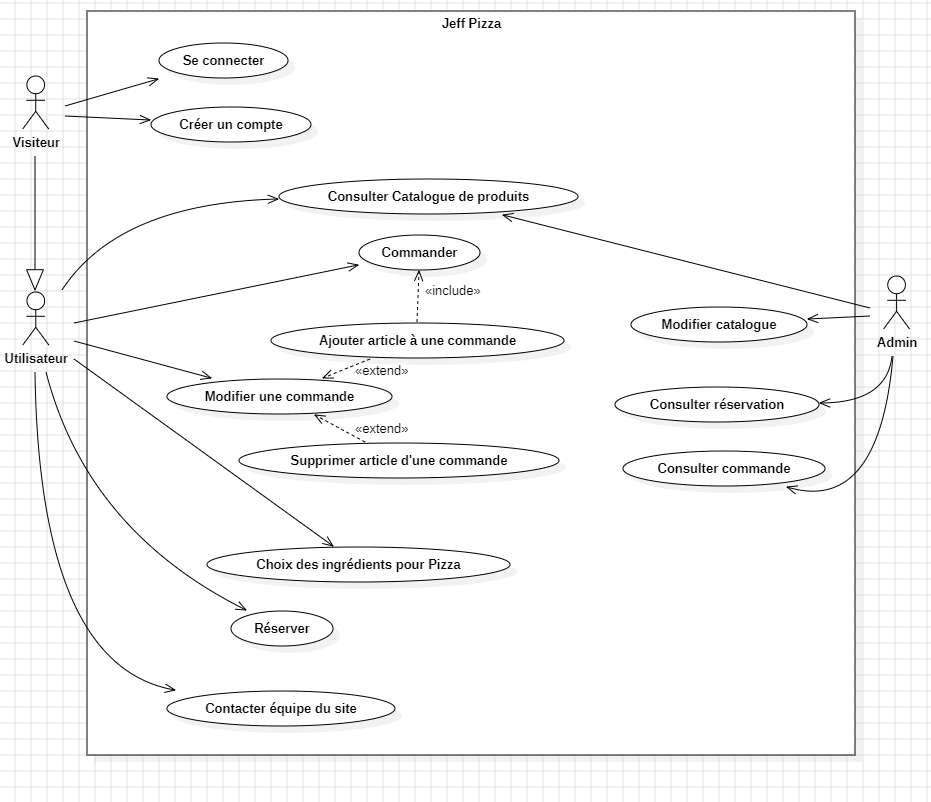 Jeff Pizza
Se connecter
Créer un compte
Visiteur
Consulter Catalogue de produits
Commander
«include»
Ajouter article à une commande
Modifier catalogue
Admin
Utilisateur
«extend»
Modifier une commande
Consulter réservation
«extend»
Supprimer article d'une commande
Consulter commande
Choix des ingrédients pour Pizza
Réserver
Contacter équipe du site